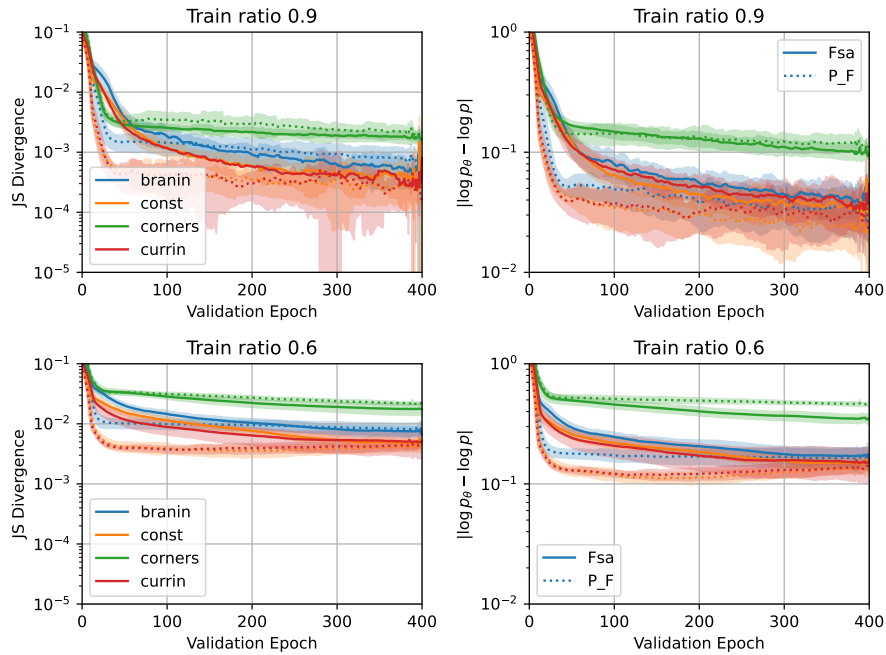 Train ratio 0.9
JS Divergence
10⁻¹
10⁻²
10⁻³
10⁻⁴
10⁻⁵
branin
const
corners
currin
0 100 200 300 400
Validation Epoch
Train ratio 0.9
|log p_θ − log p|
10⁰
10⁻¹
10⁻²
Fsa
P_F
0 100 200 300 400
Validation Epoch
Train ratio 0.6
JS Divergence
10⁻¹
10⁻²
10⁻³
10⁻⁴
10⁻⁵
branin
const
corners
currin
0 100 200 300 400
Validation Epoch
Train ratio 0.6
|log p_θ − log p|
10⁰
10⁻¹
10⁻²
Fsa
P_F
0 100 200 300 400
Validation Epoch